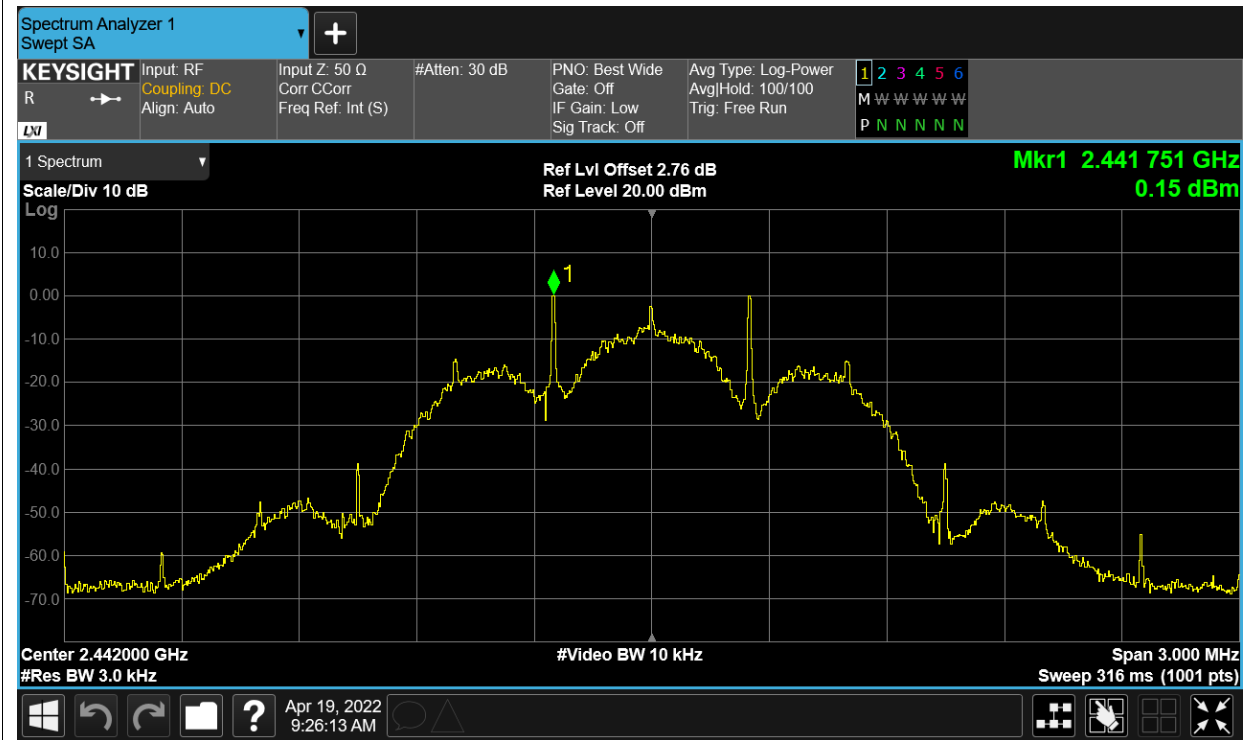 Spectrum Analyzer 1
Swept SA
+
KEYSIGHT
R
LXI
Input: RF
Coupling: DC
Align: Auto
Input Z: 50 Ω
Corr CCorr
Freq Ref: Int (S)
#Atten: 30 dB
PNO: Best Wide
Gate: Off
IF Gain: Low
Sig Track: Off
Avg Type: Log-Power
Avg|Hold: 100/100
Trig: Free Run
1 2 3 4 5 6
M W W W W W
P N N N N N
1 Spectrum
Scale/Div 10 dB
Log
Ref Lvl Offset 2.76 dB
Ref Level 20.00 dBm
Mkr1 2.441 751 GHz
0.15 dBm
10.0
0.00
-10.0
-20.0
-30.0
-40.0
-50.0
-60.0
-70.0
1
Center 2.442000 GHz
#Res BW 3.0 kHz
#Video BW 10 kHz
Span 3.000 MHz
Sweep 316 ms (1001 pts)
?
Apr 19, 2022
9:26:13 AM